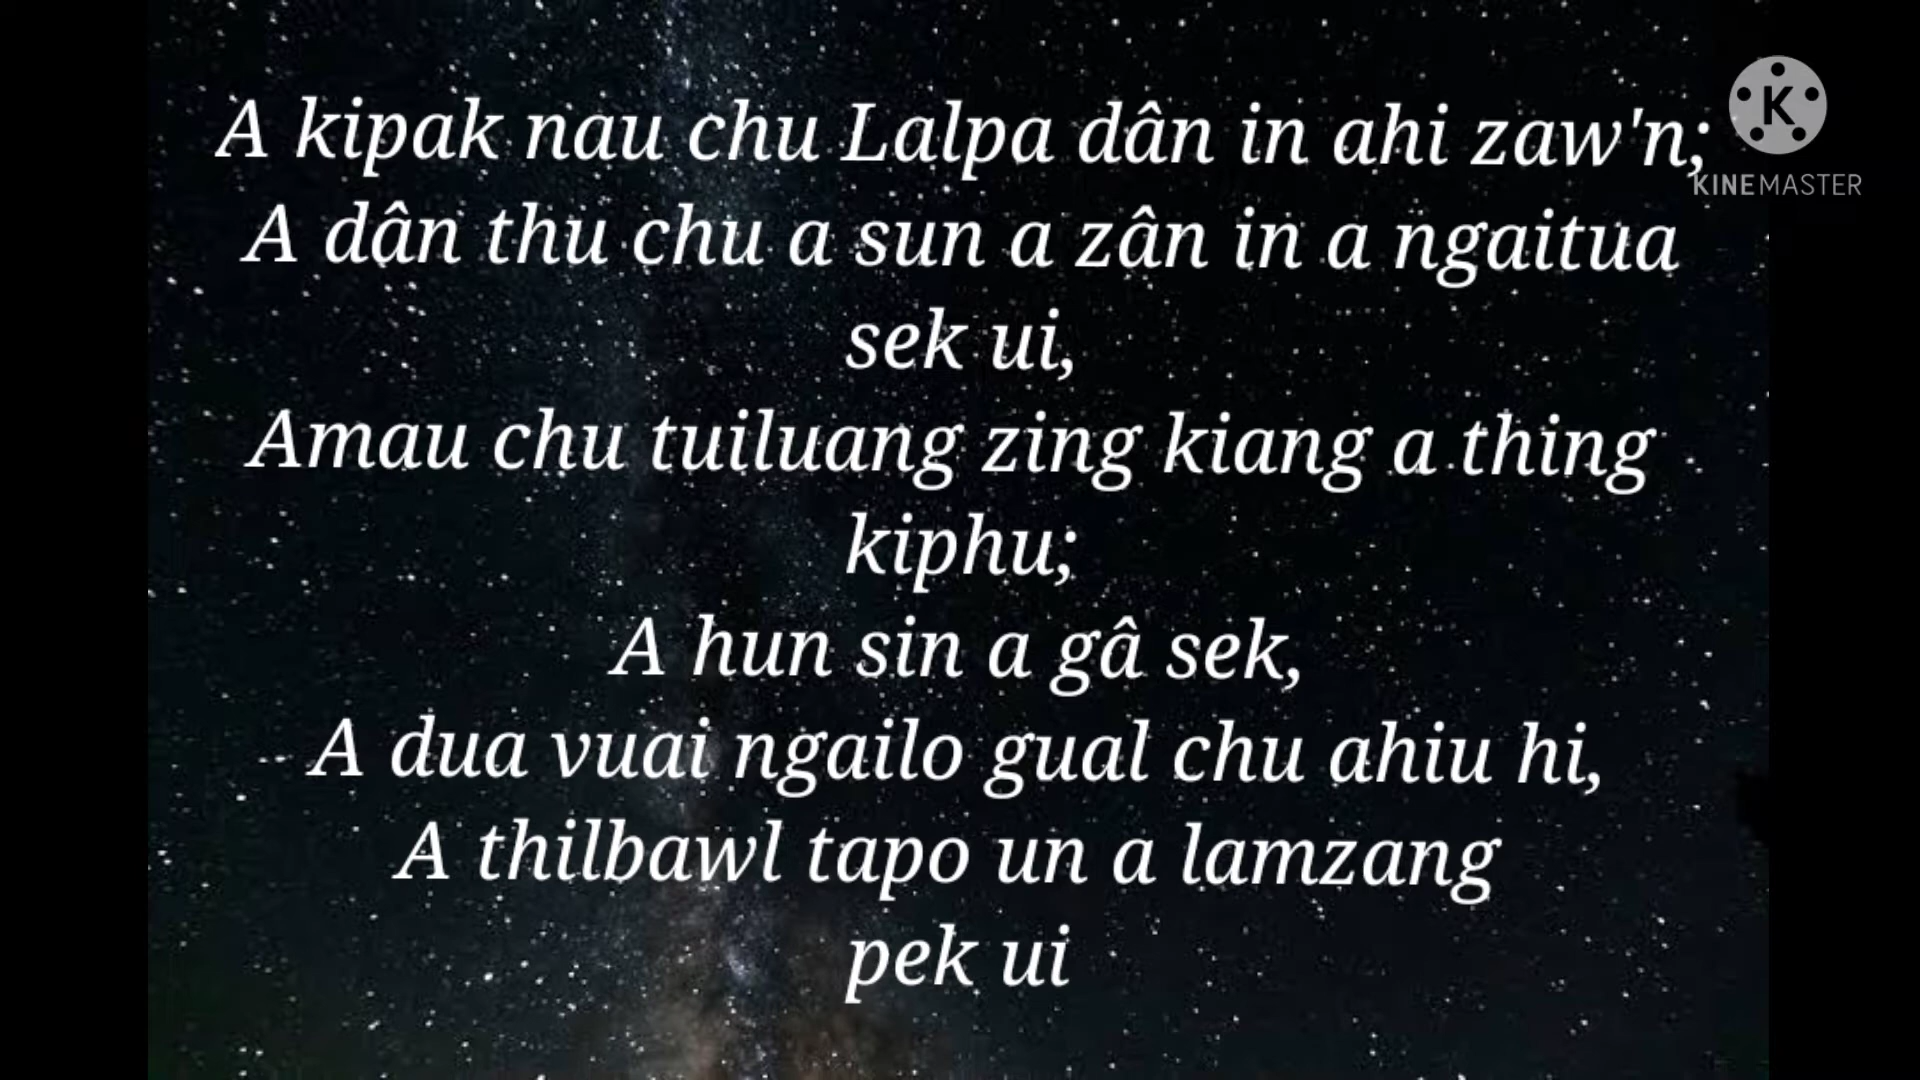 A kipak nau chu Lalpa dân in ahi zaw'n;
A dân thu chu a sun a zân in a ngaitua
sek ui,
Amau chu tuiluang zing kiang a thing
kiphu;
A hun sin a gâ sek,
A dua vuai ngailo gual chu ahiu hi,
A thilbawl tapo un a lamzang
pek ui
K
KINEMASTER